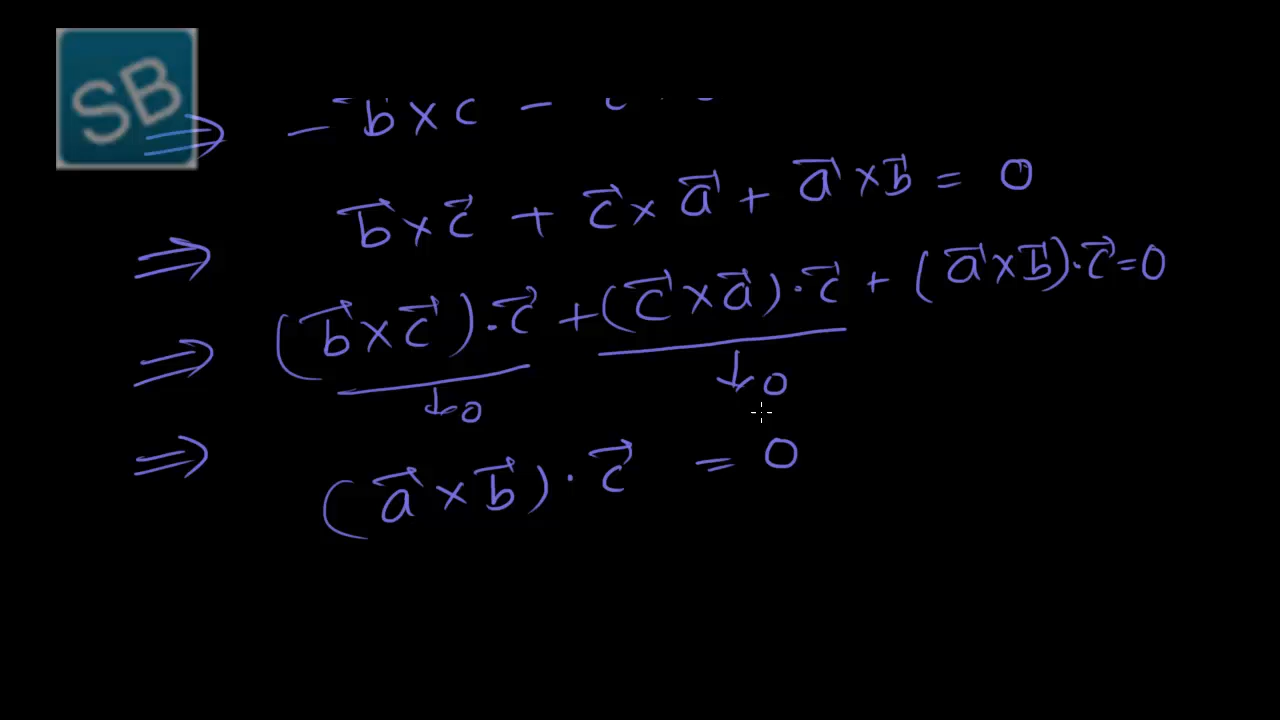 SB
⇒ − b × c −
⇒ b⃗ × c⃗ + c⃗ × a⃗ + a⃗ × b⃗ = 0
⇒ (b⃗ × c⃗) · c⃗ + (c⃗ × a⃗) · c⃗ + (a⃗ × b⃗) · c⃗ = 0
↓ 0 ↓ 0
⇒ (a⃗ × b⃗) · c⃗ = 0